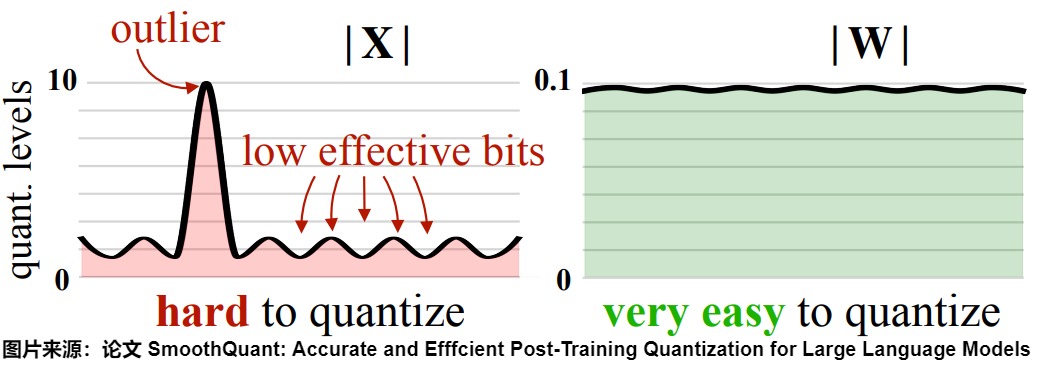 outlier
|X|
|W|
10
0.1
quant. levels
low effective bits
0
0
hard to quantize
very easy to quantize
图片来源：论文 SmoothQuant: Accurate and Efffcient Post-Training Quantization for Large Language Models